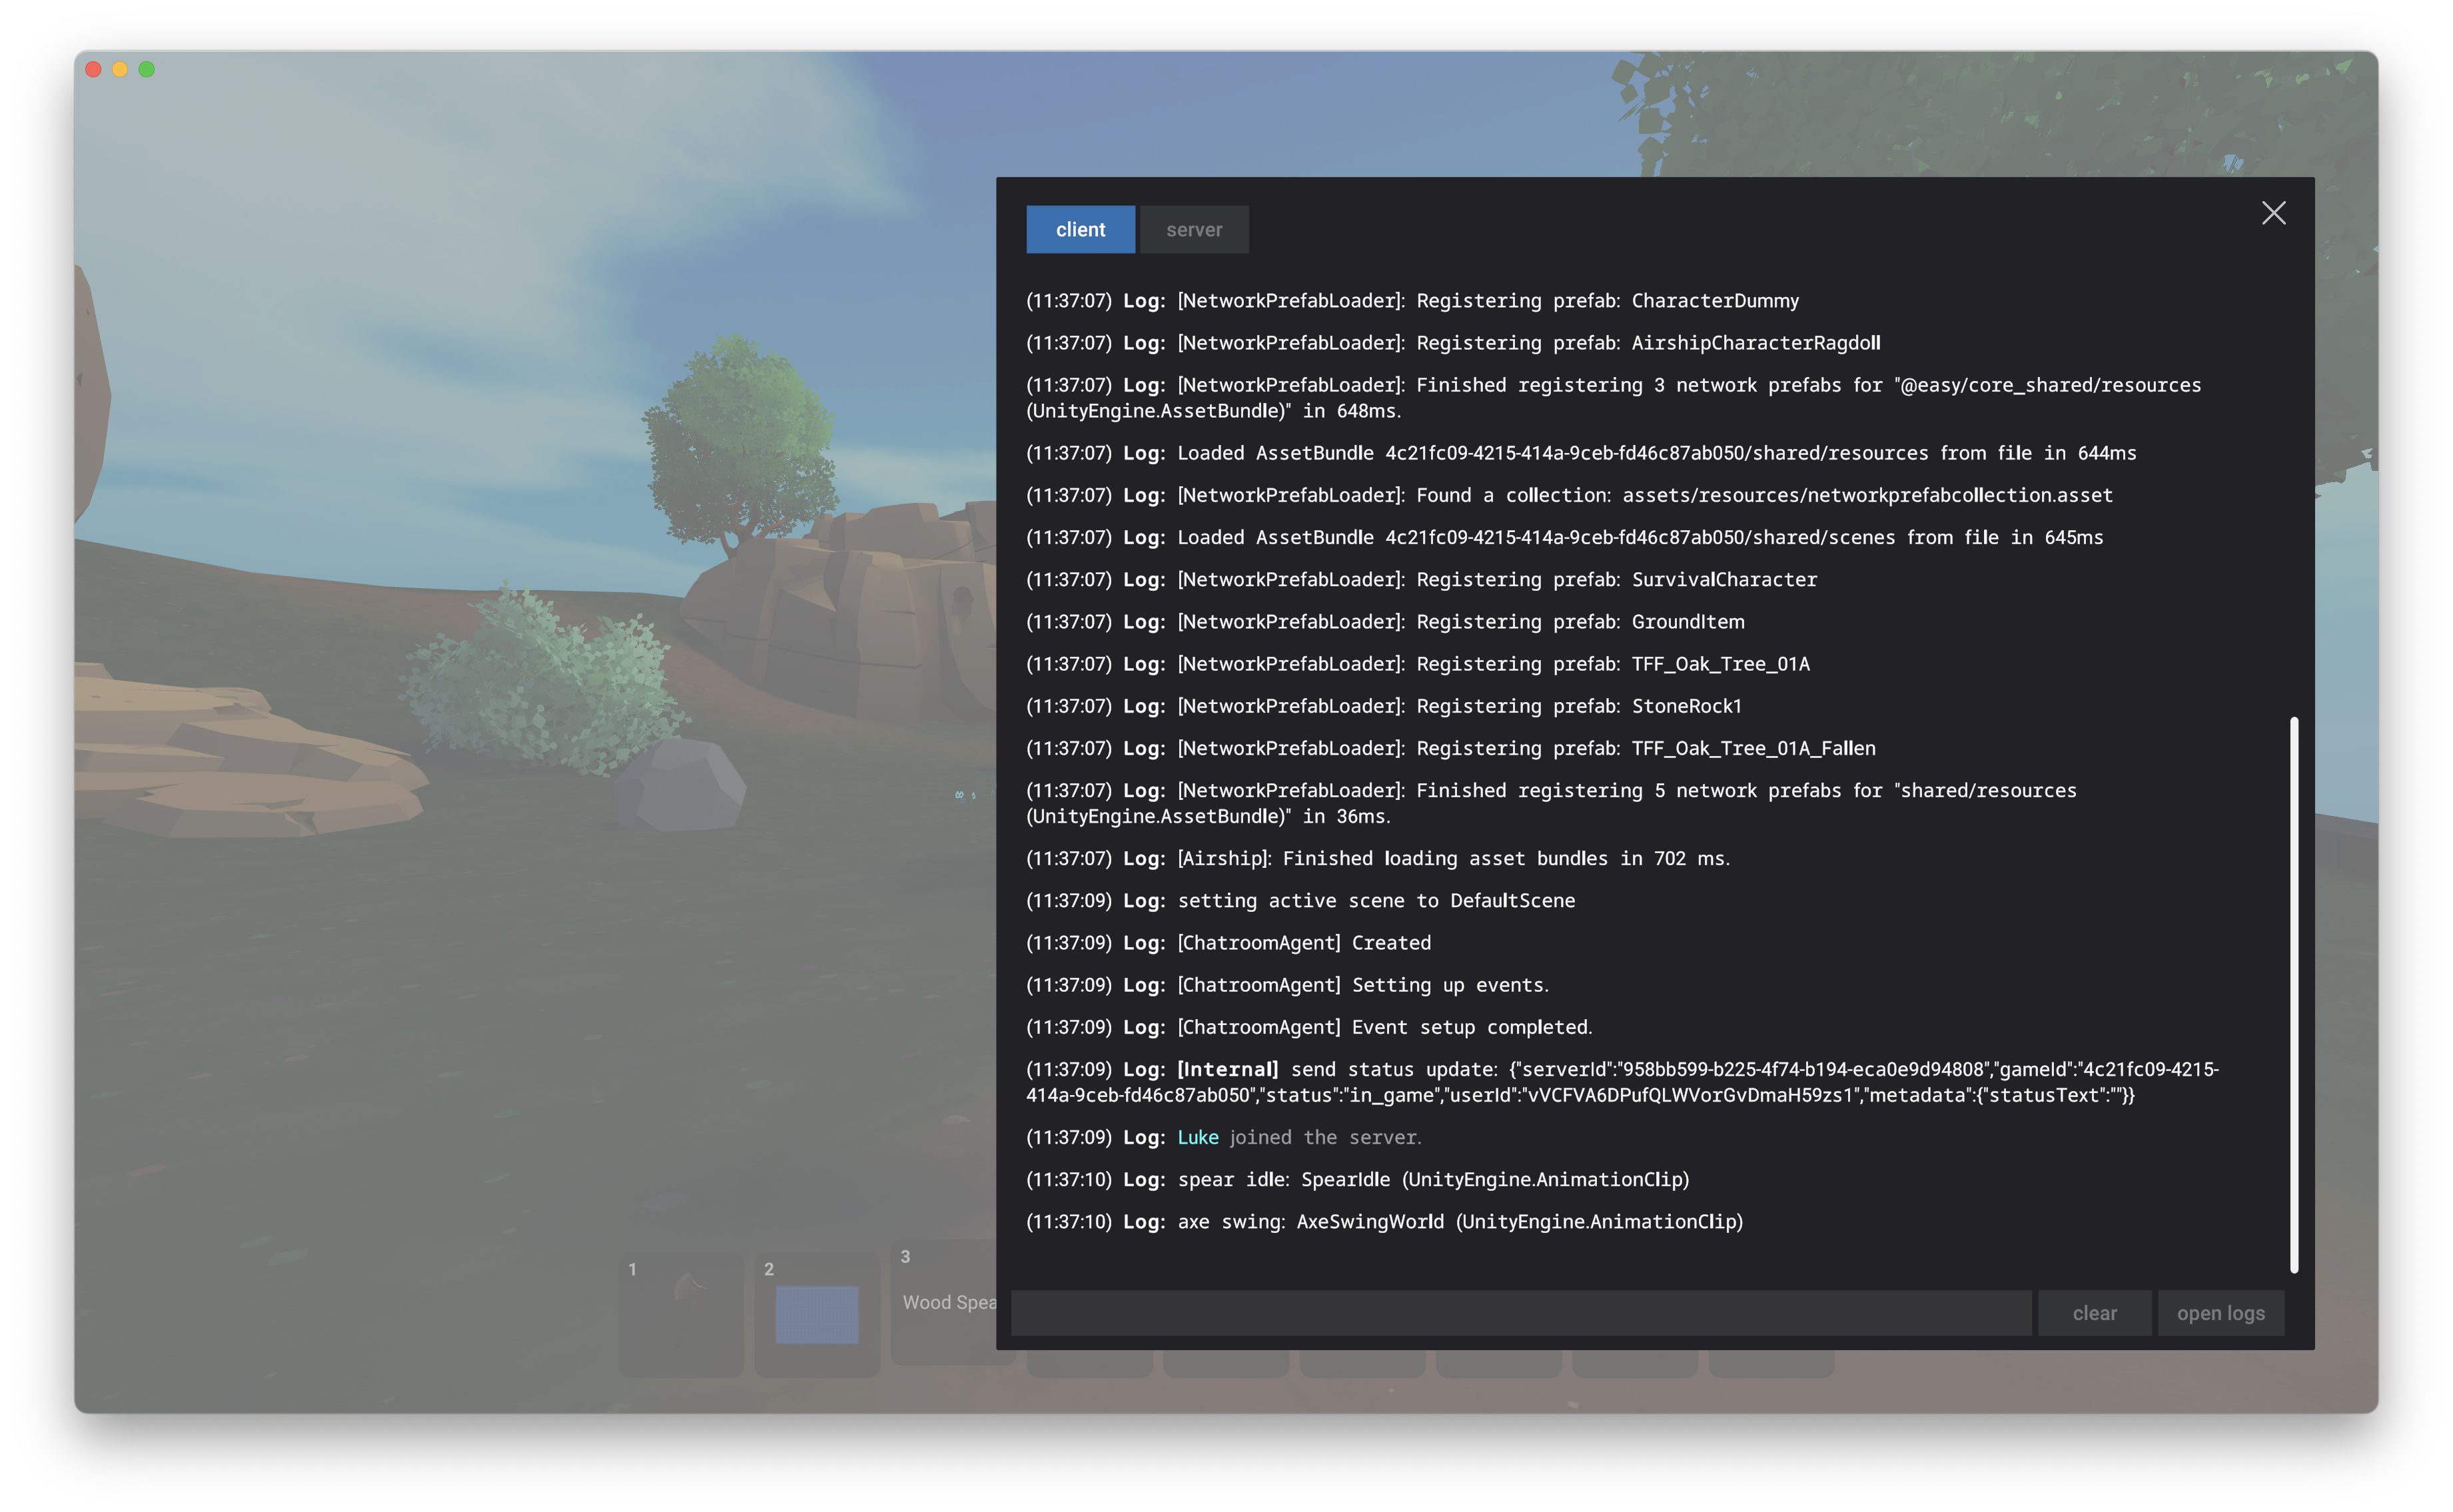 client server
(11:37:07) Log: [NetworkPrefabLoader]: Registering prefab: CharacterDummy
(11:37:07) Log: [NetworkPrefabLoader]: Registering prefab: AirshipCharacterRagdoll
(11:37:07) Log: [NetworkPrefabLoader]: Finished registering 3 network prefabs for "@easy/core_shared/resources
(UnityEngine.AssetBundle)" in 648ms.
(11:37:07) Log: Loaded AssetBundle 4c21fc09-4215-414a-9ceb-fd46c87ab050/shared/resources from file in 644ms
(11:37:07) Log: [NetworkPrefabLoader]: Found a collection: assets/resources/networkprefabcollection.asset
(11:37:07) Log: Loaded AssetBundle 4c21fc09-4215-414a-9ceb-fd46c87ab050/shared/scenes from file in 645ms
(11:37:07) Log: [NetworkPrefabLoader]: Registering prefab: SurvivalCharacter
(11:37:07) Log: [NetworkPrefabLoader]: Registering prefab: GroundItem
(11:37:07) Log: [NetworkPrefabLoader]: Registering prefab: TFF_Oak_Tree_01A
(11:37:07) Log: [NetworkPrefabLoader]: Registering prefab: StoneRock1
(11:37:07) Log: [NetworkPrefabLoader]: Registering prefab: TFF_Oak_Tree_01A_Fallen
(11:37:07) Log: [NetworkPrefabLoader]: Finished registering 5 network prefabs for "shared/resources
(UnityEngine.AssetBundle)" in 36ms.
(11:37:07) Log: [Airship]: Finished loading asset bundles in 702 ms.
(11:37:09) Log: setting active scene to DefaultScene
(11:37:09) Log: [ChatroomAgent] Created
(11:37:09) Log: [ChatroomAgent] Setting up events.
(11:37:09) Log: [ChatroomAgent] Event setup completed.
(11:37:09) Log: [Internal] send status update: {"serverId":"958bb599-b225-4f74-b194-eca0e9d94808","gameId":"4c21fc09-4215-
414a-9ceb-fd46c87ab050","status":"in_game","userId":"vVCFVA6DPufQLWVorGvDmaH59zs1","metadata":{"statusText":""}}
(11:37:09) Log: Luke joined the server.
(11:37:10) Log: spear idle: SpearIdle (UnityEngine.AnimationClip)
(11:37:10) Log: axe swing: AxeSwingWorld (UnityEngine.AnimationClip)
clear open logs
1 2 3
Wood Spea